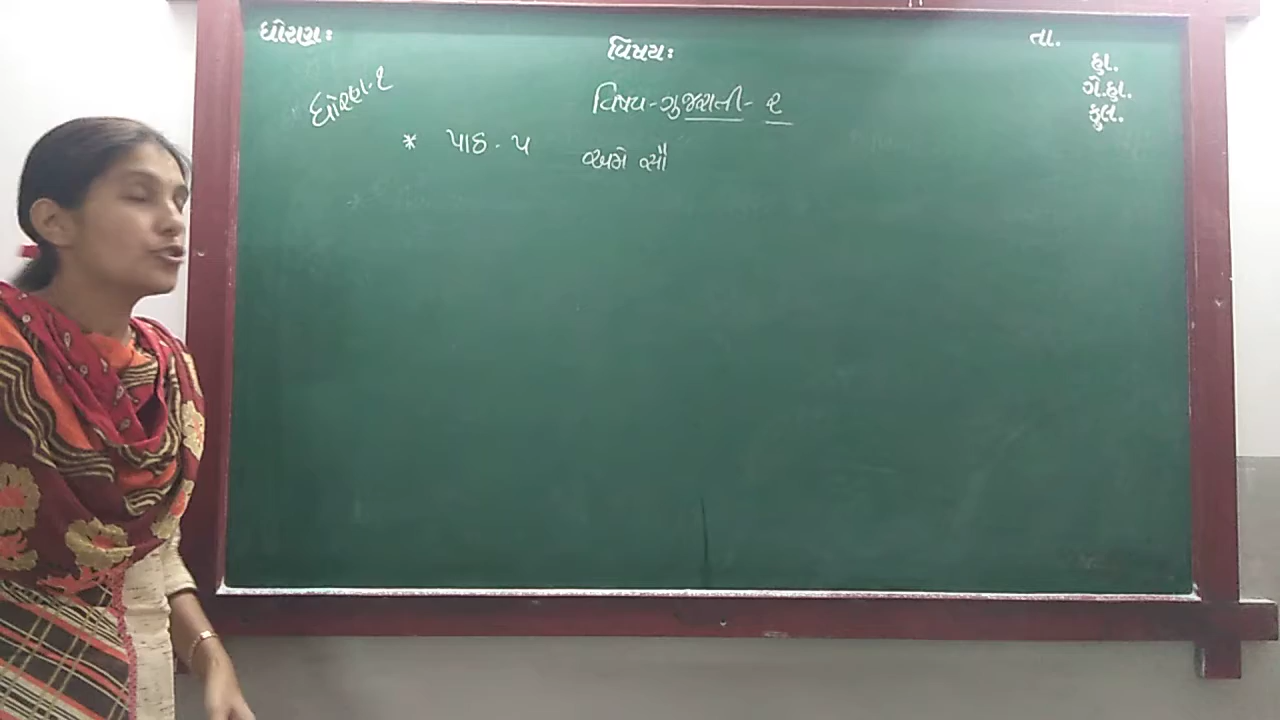 ધોરણ :
વિષય :
તા.
હા.
ગે.હા.
કુલ.
ધોરણ-૨
વિષય-ગુજરાતી- ૨
* પાઠ - ૫ અમે સૌ